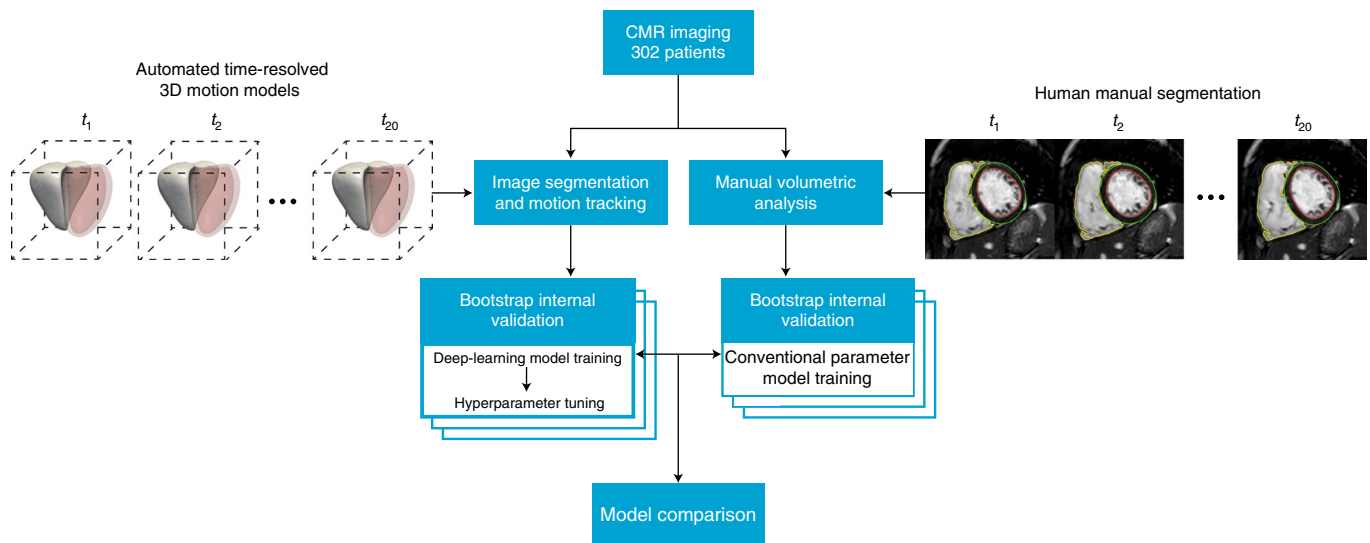 CMR imaging
302 patients
Automated time-resolved
3D motion models
t1
t2
t20
Human manual segmentation
t1
t2
t20
Image segmentation
and motion tracking
Manual volumetric
analysis
Bootstrap internal
validation
Deep-learning model training
Hyperparameter tuning
Bootstrap internal
validation
Conventional parameter
model training
Model comparison